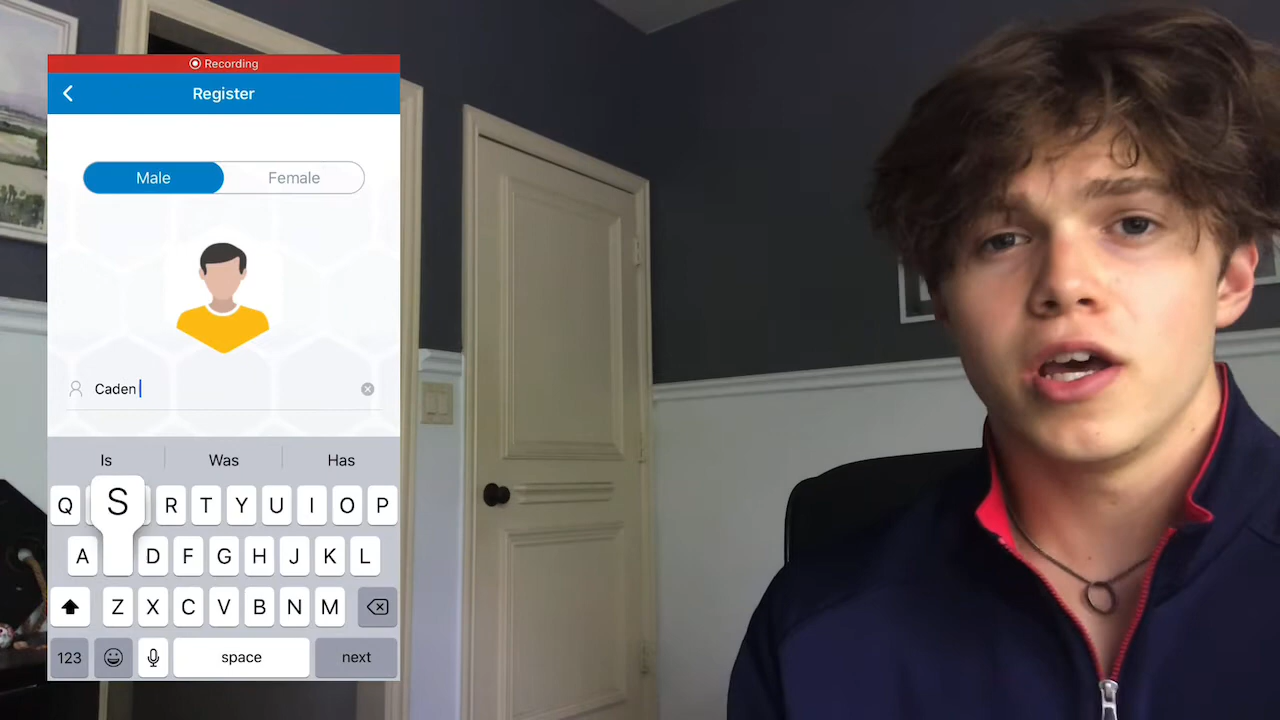 Recording
Register
Male Female
Caden
Is Was Has
Q S R T Y U I O P
A D F G H J K L
Z X C V B N M
123 space next